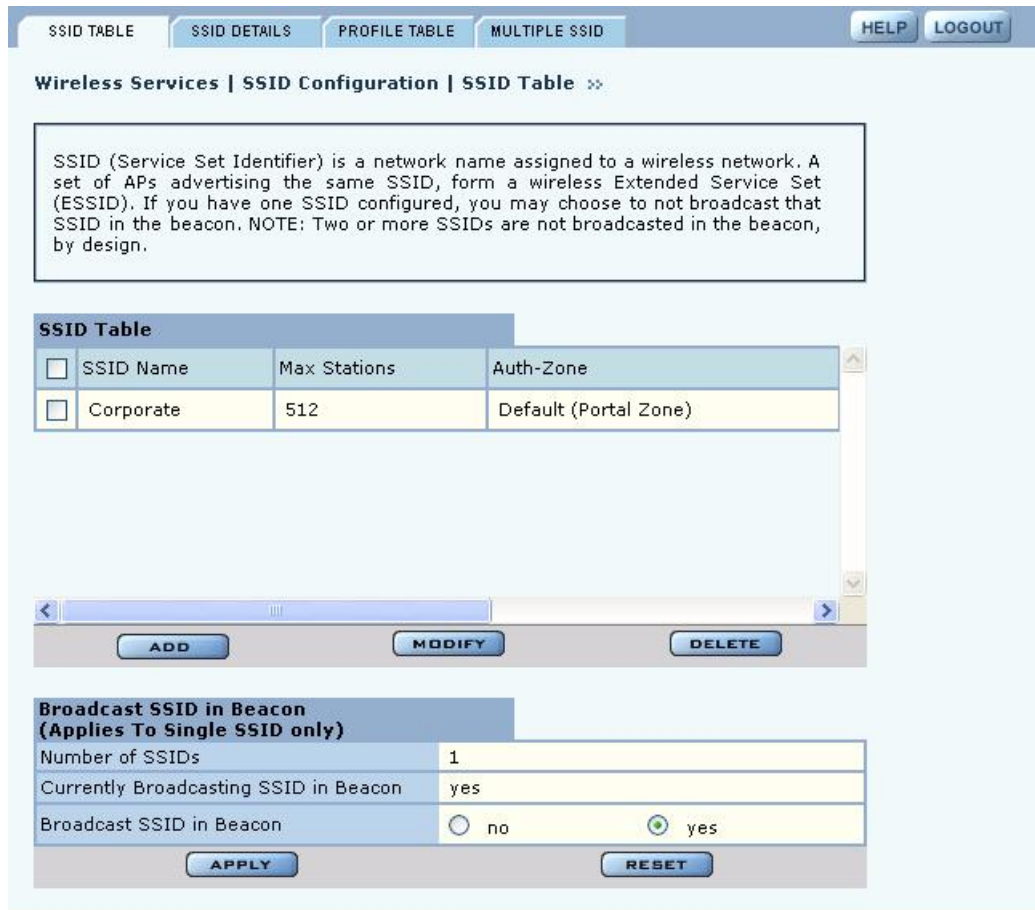 SSID TABLE SSID DETAILS PROFILE TABLE MULTIPLE SSID HELP LOGOUT
Wireless Services | SSID Configuration | SSID Table »
SSID (Service Set Identifier) is a network name assigned to a wireless network. A
set of APs advertising the same SSID, form a wireless Extended Service Set
(ESSID). If you have one SSID configured, you may choose to not broadcast that
SSID in the beacon. NOTE: Two or more SSIDs are not broadcasted in the beacon,
by design.
SSID Table
SSID Name Max Stations Auth-Zone
Corporate 512 Default (Portal Zone)
ADD MODIFY DELETE
Broadcast SSID in Beacon
(Applies To Single SSID only)
Number of SSIDs 1
Currently Broadcasting SSID in Beacon yes
Broadcast SSID in Beacon no yes
APPLY RESET